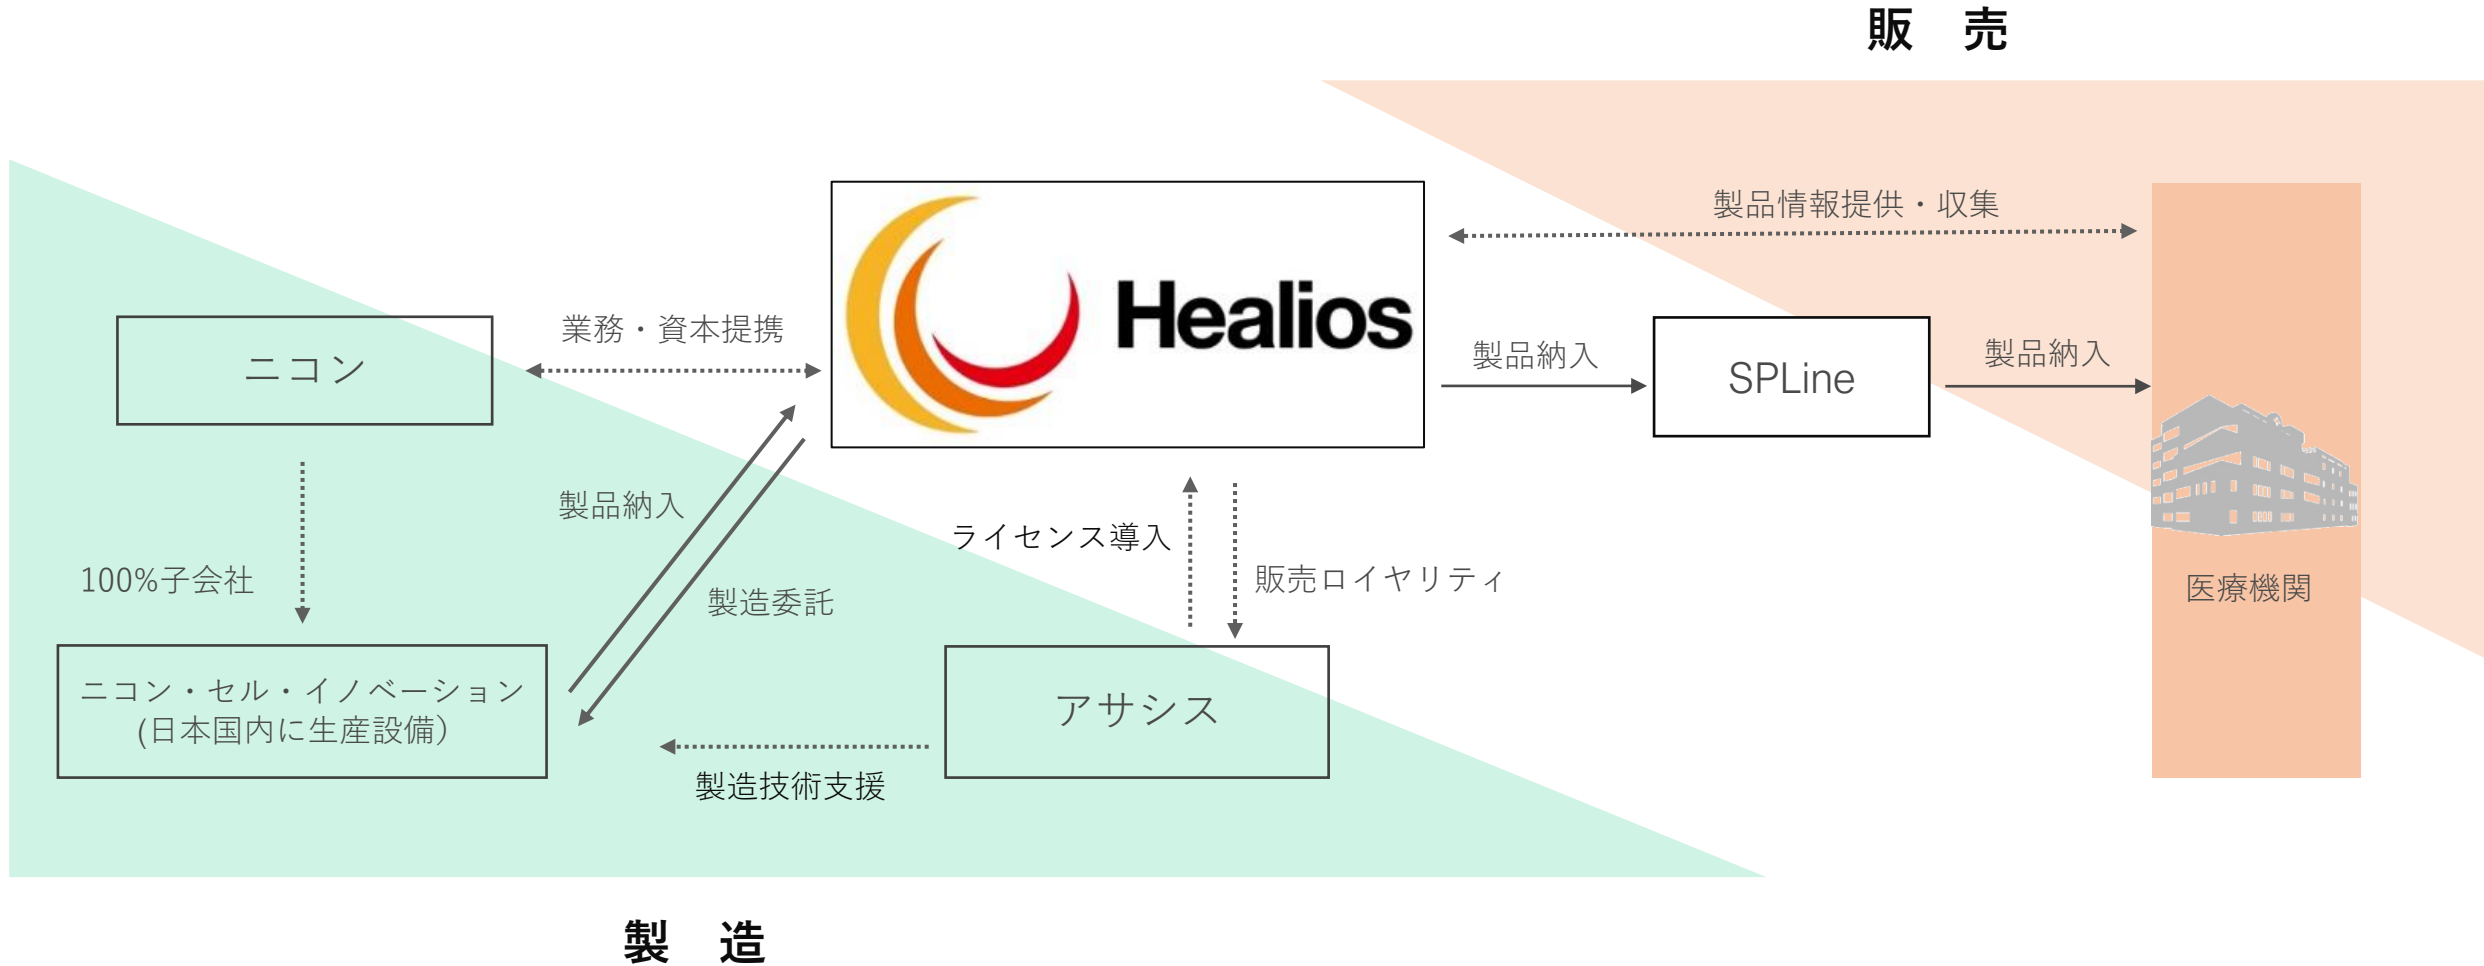 販　売
製品情報提供・収集
Healios
業務・資本提携
ニコン
製品納入
SPLine
製品納入
製品納入
ライセンス導入
100%子会社
販売ロイヤリティ
製造委託
医療機関
ニコン・セル・イノベーション
(日本国内に生産設備）
アサシス
製造技術支援
製　造